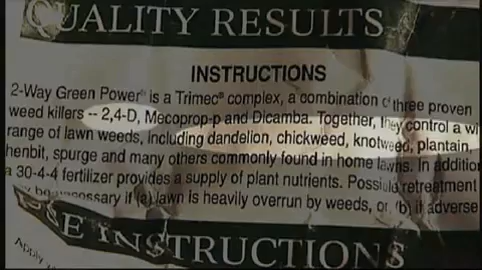 QUALITY RESULTS
INSTRUCTIONS
2-Way Green Power® is a Trimec® complex, a combination of three proven
weed killers -- 2,4-D, Mecoprop-p and Dicamba. Together, they control a wi
range of lawn weeds, including dandelion, chickweed, knotweed, plantain,
henbit, spurge and many others commonly found in home lawns. In addition
a 30-4-4 fertilizer provides a supply of plant nutrients. Possible retreatment
be necessary if (a) lawn is heavily overrun by weeds, or (b) if adverse
E INSTRUCTIONS
Apply